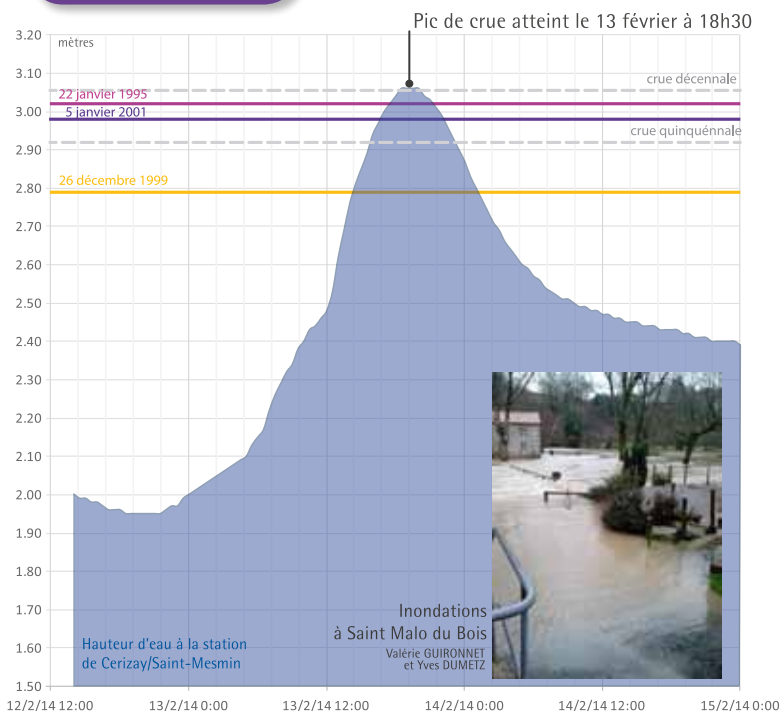 Pic de crue atteint le 13 février à 18h30
3.20
mètres
3.10
crue décennale
22 janvier 1995
3.00
5 janvier 2001
crue quinquénnale
2.90
26 décembre 1999
2.80
2.70
2.60
2.50
2.40
2.30
2.20
2.10
2.00
1.90
1.80
1.70
1.60
1.50
Inondations
à Saint Malo du Bois
Valérie GUIRONNET
et Yves DUMETZ
Hauteur d'eau à la station
de Cerizay/Saint-Mesmin
12/2/14 12:00
13/2/14 0:00
13/2/14 12:00
14/2/14 0:00
14/2/14 12:00
15/2/14 0:00